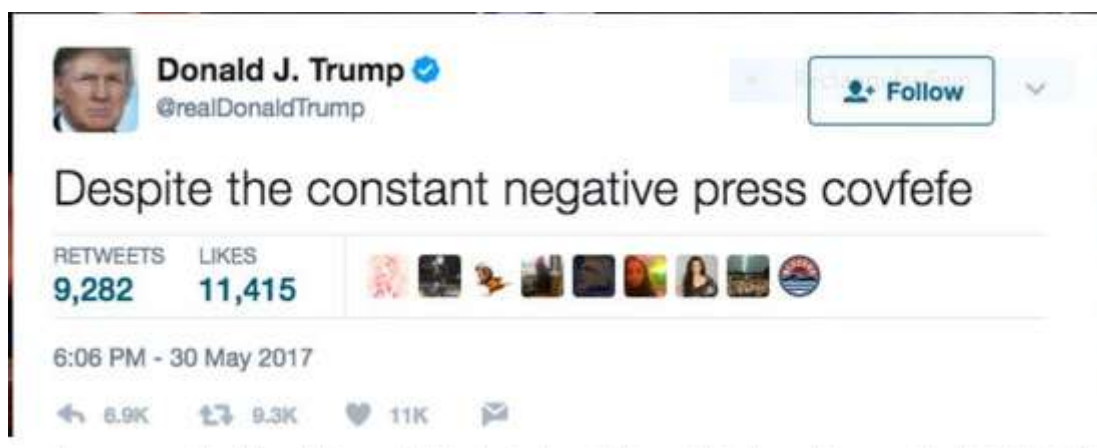 Donald J. Trump
@realDonaldTrump
Follow
Despite the constant negative press covfefe
RETWEETS LIKES
9,282 11,415
6:06 PM - 30 May 2017
6.9K 9.3K 11K